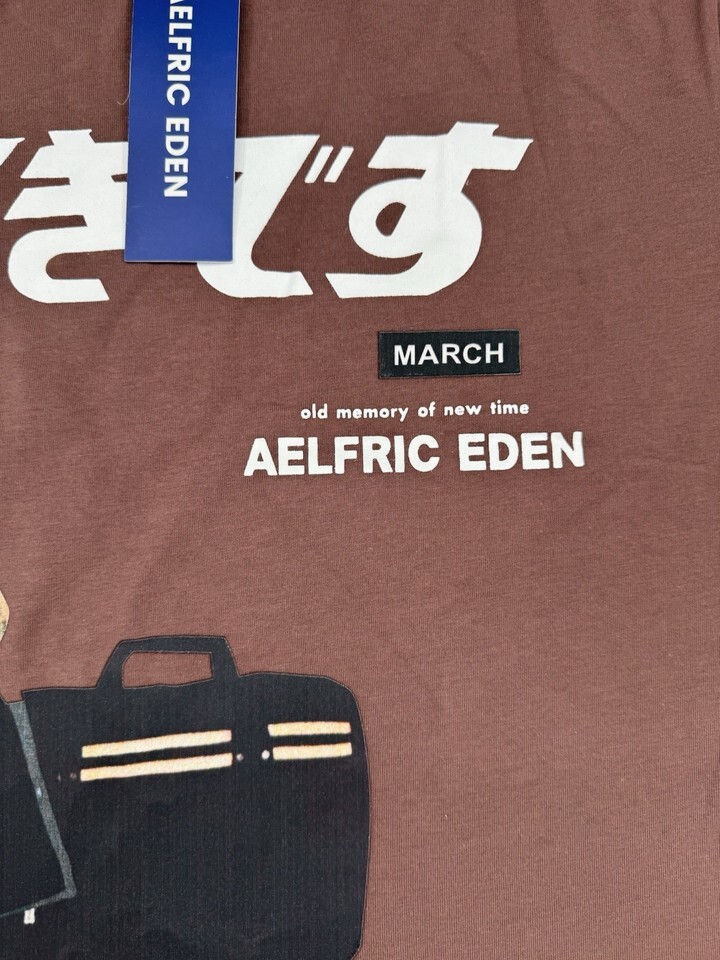 AELFRIC EDEN
きです
MARCH
old memory of new time
AELFRIC EDEN